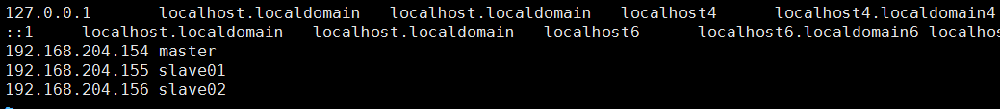 127.0.0.1 localhost.localdomain localhost.localdomain localhost4 localhost4.localdomain4
::1 localhost.localdomain localhost.localdomain localhost6 localhost6.localdomain6 localhos
192.168.204.154 master
192.168.204.155 slave01
192.168.204.156 slave02
~